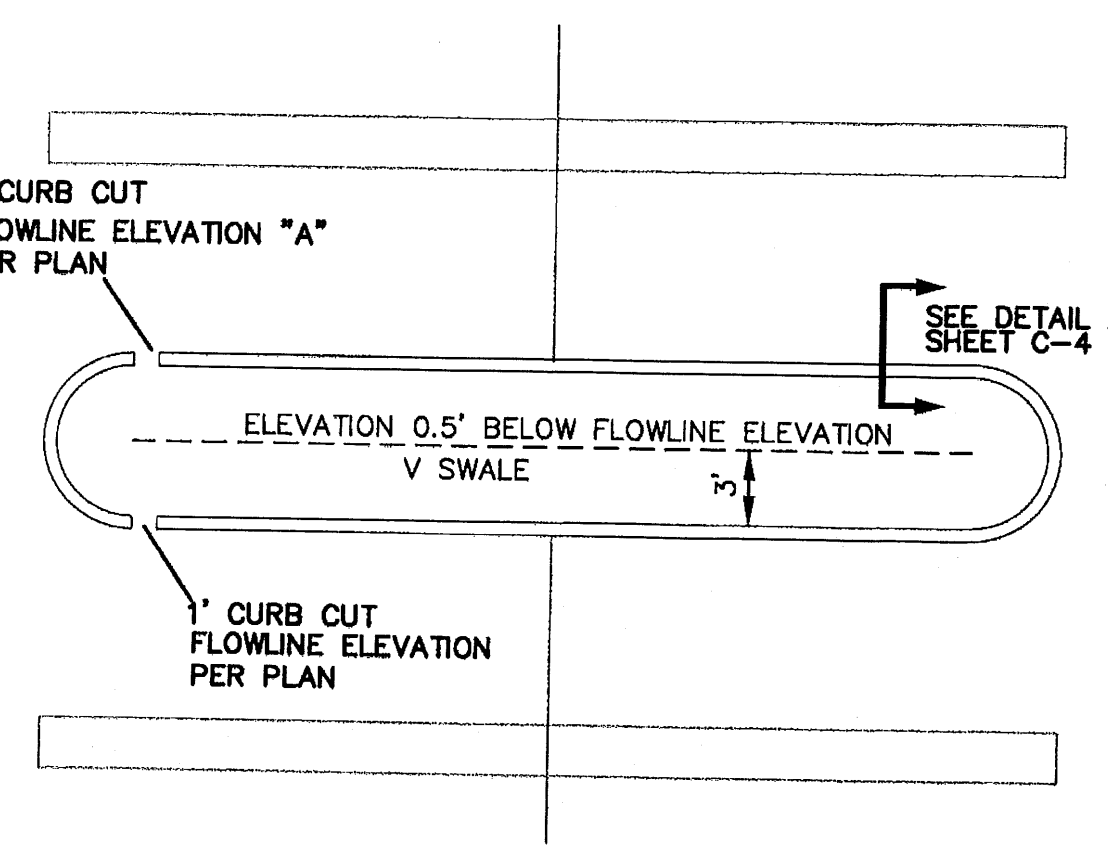 CURB CUT
OWLINE ELEVATION "A"
R PLAN
SEE DETAIL
SHEET C-4
ELEVATION 0.5' BELOW FLOWLINE ELEVATION
V SWALE
3'
1' CURB CUT
FLOWLINE ELEVATION
PER PLAN